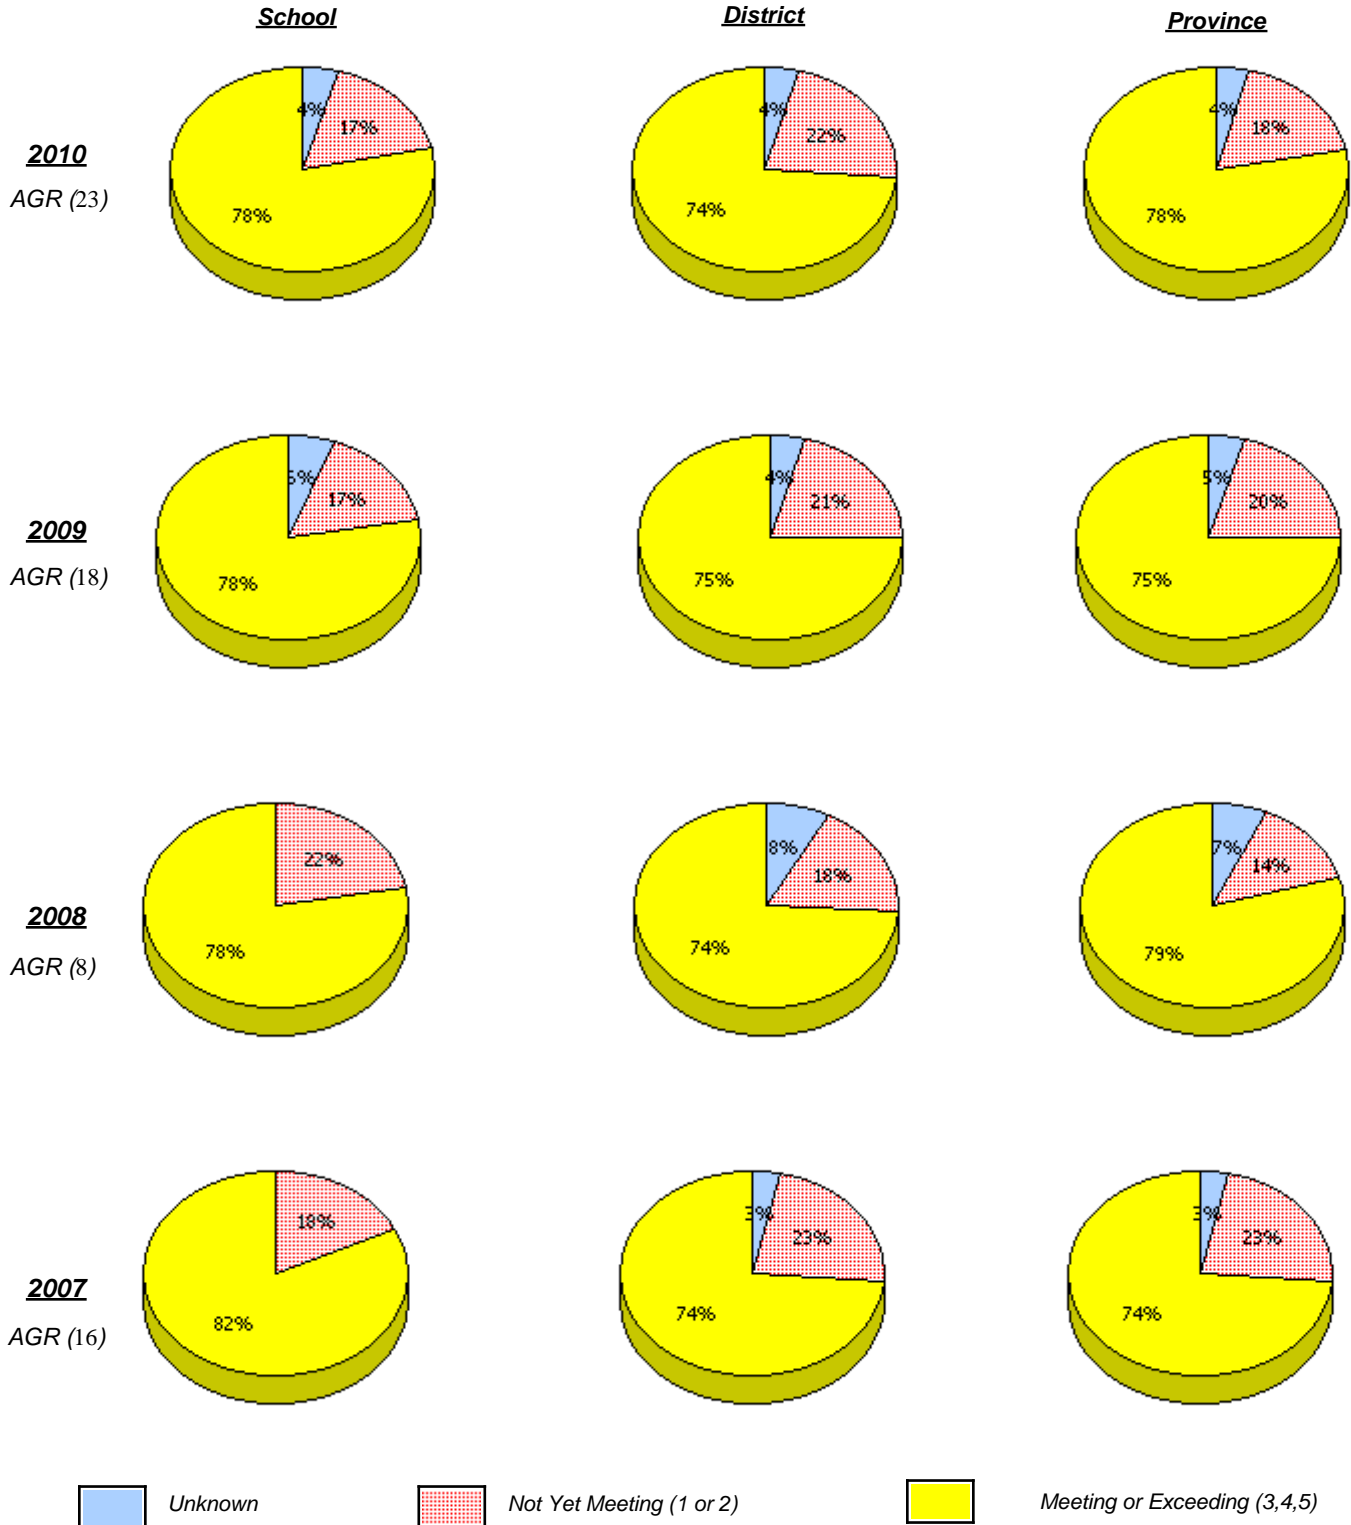 School District Province
4% 17% 78%
4% 22% 74%
4% 18% 78%
2010
AGR (23)
17% 78%
4% 21% 75%
5% 20% 75%
2009
AGR (18)
22% 78%
8% 18% 74%
7% 14% 79%
2008
AGR (8)
18% 82%
3% 23% 74%
3% 23% 74%
2007
AGR (16)
Unknown Not Yet Meeting (1 or 2) Meeting or Exceeding (3,4,5)